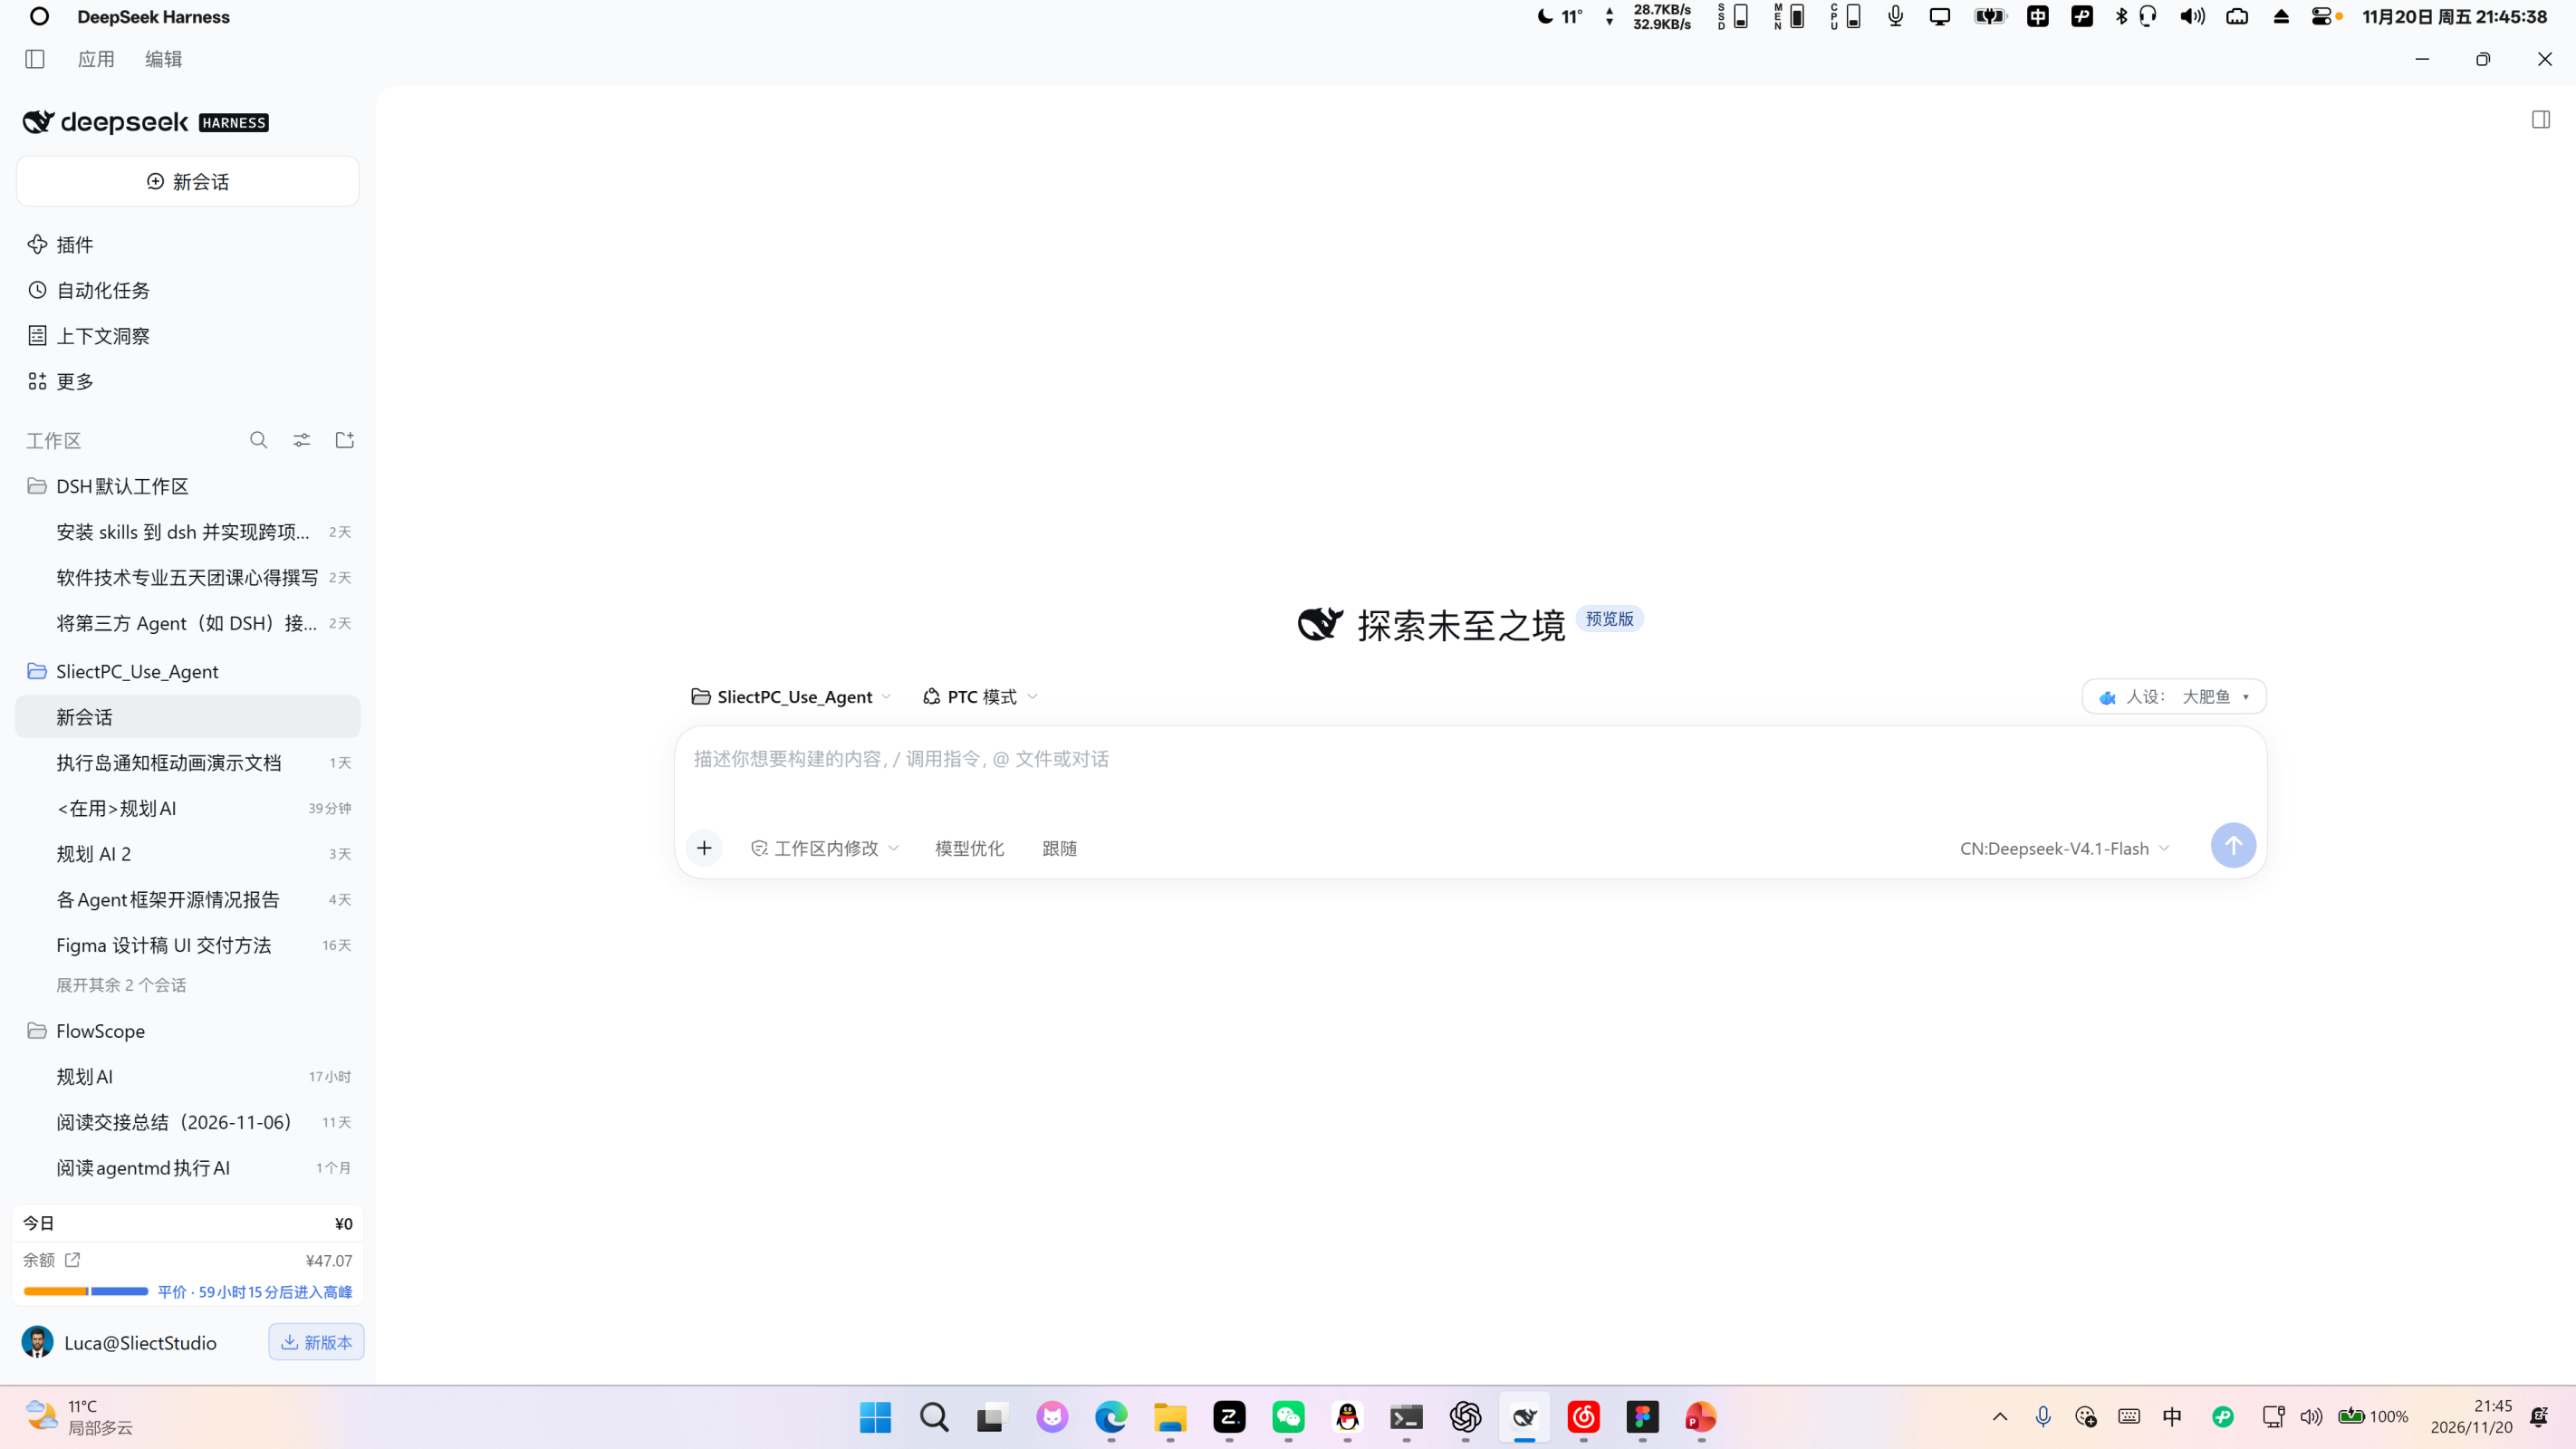 DeepSeek Harness
11°
28.7KB/s
32.9KB/s
SSD
MEN
CPU
中
11月20日 周五 21:45:38
应用
编辑
deepseek HARNESS
新会话
插件
自动化任务
上下文洞察
更多
工作区
DSH默认工作区
安装 skills 到 dsh 并实现跨项... 2天
软件技术专业五天团课心得撰写 2天
将第三方 Agent（如 DSH）接... 2天
SliectPC_Use_Agent
新会话
执行岛通知框动画演示文档 1天
<在用>规划AI 39分钟
规划 AI 2 3天
各Agent框架开源情况报告 4天
Figma 设计稿 UI 交付方法 16天
展开其余 2 个会话
FlowScope
规划AI 17小时
阅读交接总结（2026-11-06） 11天
阅读agentmd执行AI 1个月
今日 ¥0
余额 ¥47.07
平价 · 59小时15分后进入高峰
Luca@SliectStudio
新版本
探索未至之境 预览版
SliectPC_Use_Agent
PTC 模式
人设： 大肥鱼
描述你想要构建的内容, / 调用指令, @ 文件或对话
工作区内修改
模型优化
跟随
CN:Deepseek-V4.1-Flash
11°C
局部多云
中
100%
21:45
2026/11/20